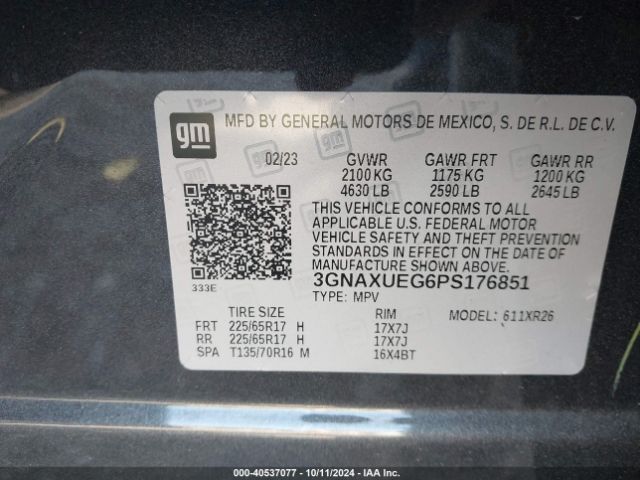 gm MFD BY GENERAL MOTORS DE MEXICO, S. DE R.L. DE C.V.
02/23 GVWR GAWR FRT GAWR RR
2100 KG 1175 KG 1200 KG
4630 LB 2590 LB 2645 LB
THIS VEHICLE CONFORMS TO ALL
APPLICABLE U.S. FEDERAL MOTOR
VEHICLE SAFETY AND THEFT PREVENTION
STANDARDS IN EFFECT ON THE DATE OF
MANUFACTURE SHOWN ABOVE.
333E 3GNAXUEG6PS176851
TYPE: MPV
TIRE SIZE RIM MODEL: 611XR26
FRT 225/65R17 H 17X7J
RR 225/65R17 H 17X7J
SPA T135/70R16 M 16X4BT
000-40537077 - 10/11/2024 - IAA Inc.